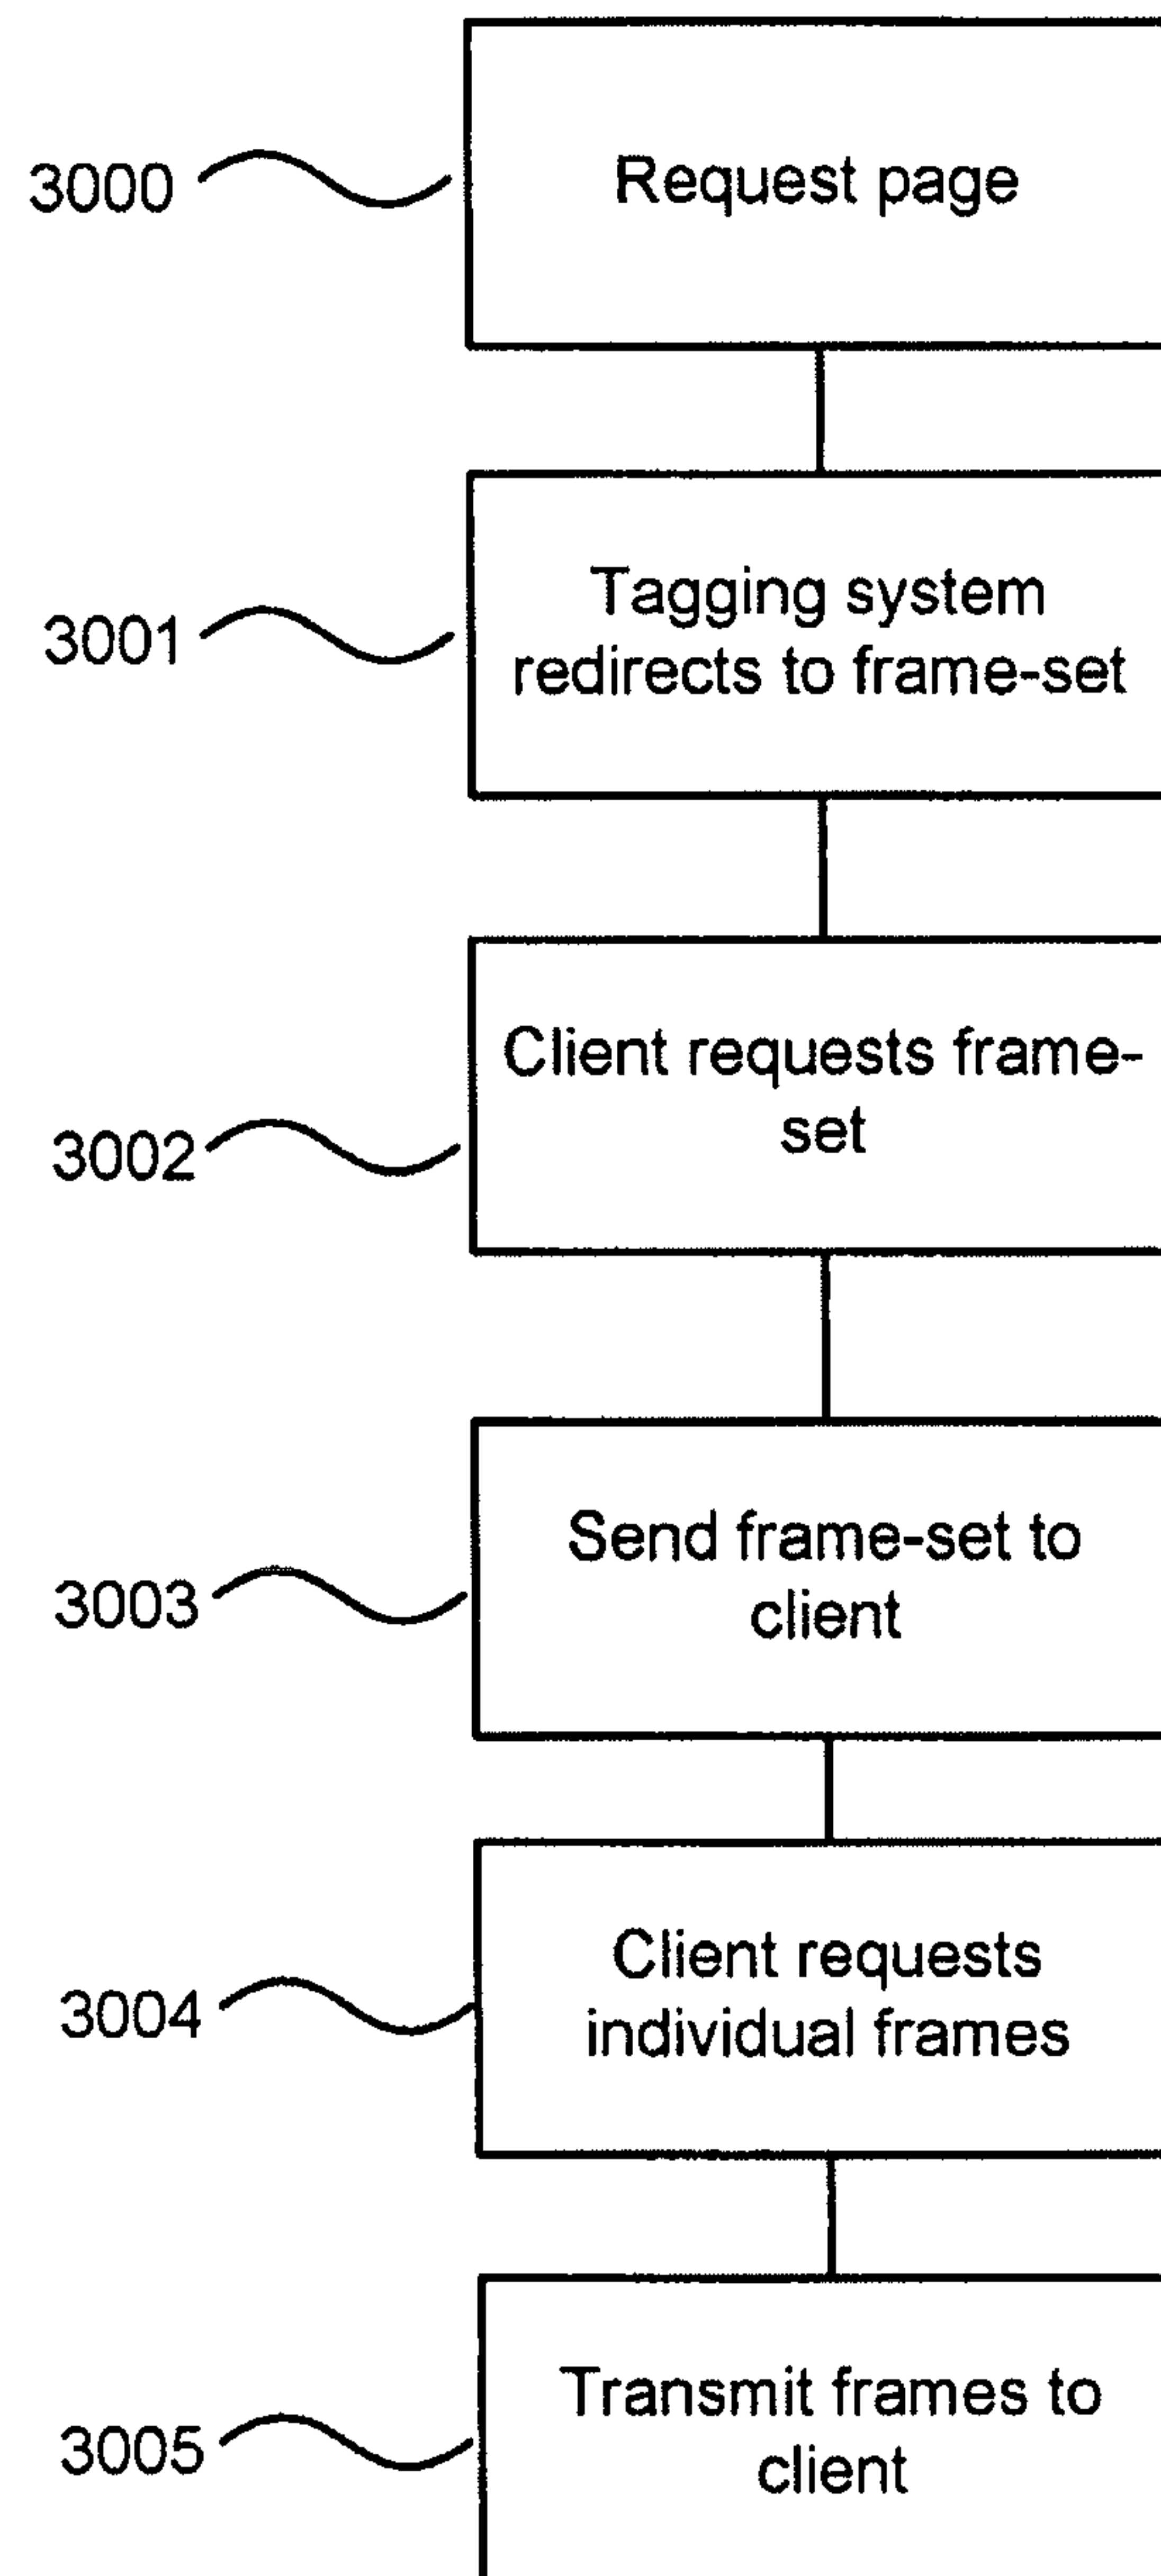 3000
Request page
3001
Tagging system
redirects to frame-set
3002
Client requests frame-
set
3003
Send frame-set to
client
3004
Client requests
individual frames
3005
Transmit frames to
client